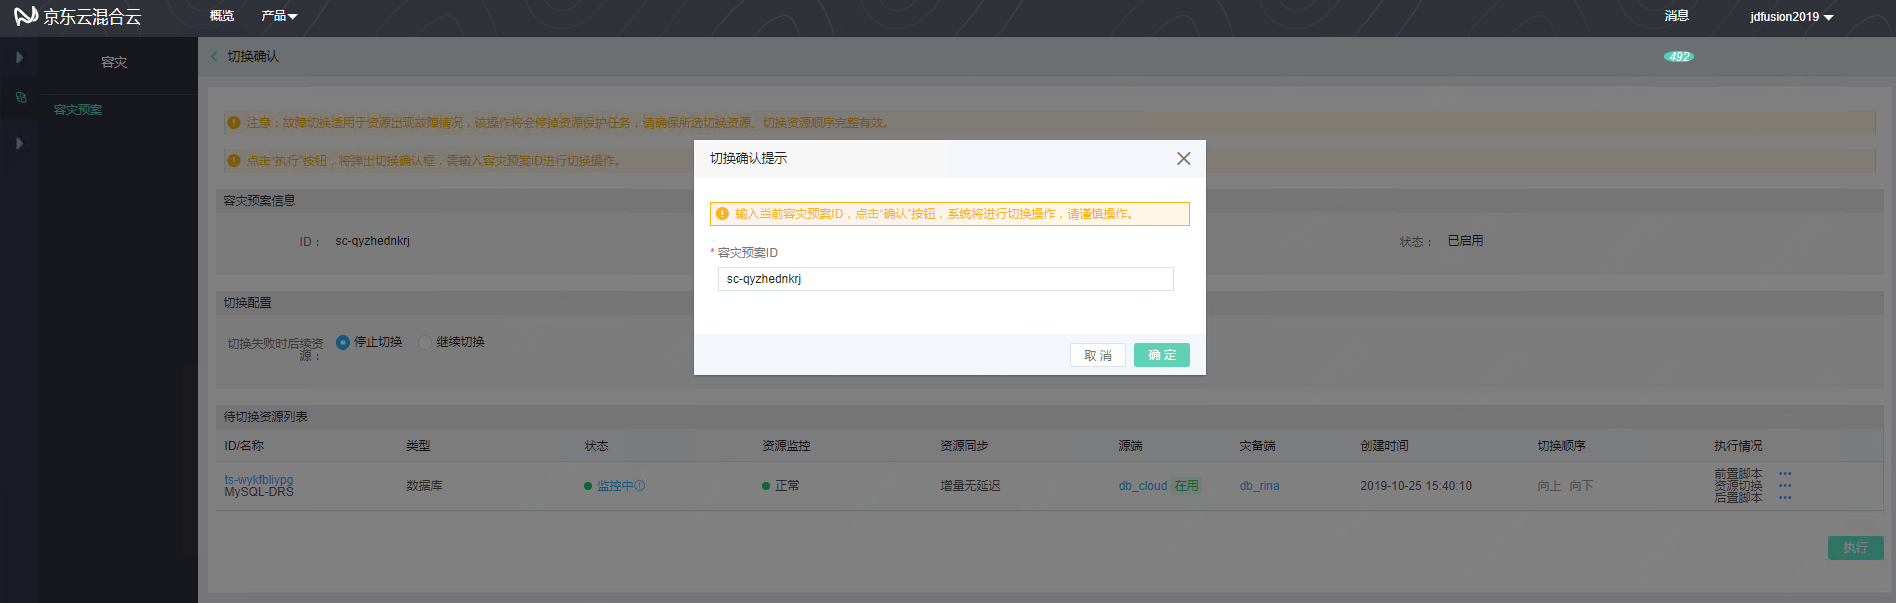 京东云混合云
概览
产品
消息
jdfusion2019
492
容灾
容灾预案
切换确认
注意：故障切换适用于资源出现故障情况，该操作将会停掉资源保护任务，请确保所选切换资源、切换资源顺序完整有效。
点击“执行”按钮，将弹出切换确认框，需输入容灾预案ID进行切换操作。
容灾预案信息
ID： sc-qyzhednkrj
状态： 已启用
切换确认提示
输入当前容灾预案ID，点击“确认”按钮，系统将进行切换操作，请谨慎操作。
* 容灾预案ID
sc-qyzhednkrj
取 消
确 定
切换配置
切换失败时后续资
源：
停止切换 继续切换
待切换资源列表
ID/名称 类型 状态 资源监控 资源同步 源端 灾备端 创建时间 切换顺序 执行情况
ts-wykfbliypg
MySQL-DRS
数据库 监控中 正常 增量无延迟 db_cloud 在用 db_rina 2019-10-25 15:40:10 向上 向下
前置脚本
资源切换
后置脚本
执行